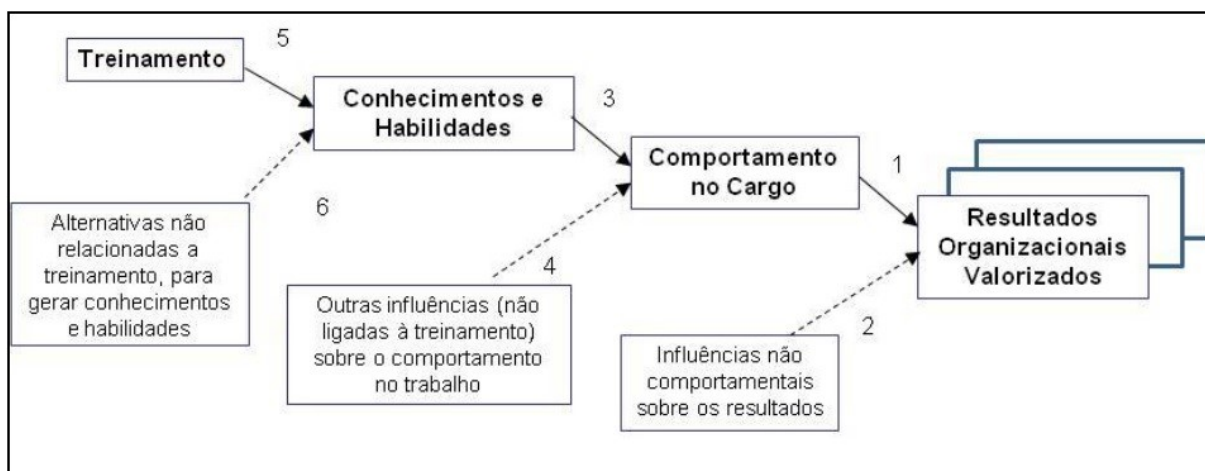 5
Treinamento
Conhecimentos e
Habilidades
3
Comportamento
no Cargo
1
Resultados
Organizacionais
Valorizados
Alternativas não
relacionadas a
treinamento, para
gerar conhecimentos
e habilidades
6
Outras influências (não
ligadas à treinamento)
sobre o comportamento
no trabalho
4
Influências não
comportamentais
sobre os resultados
2